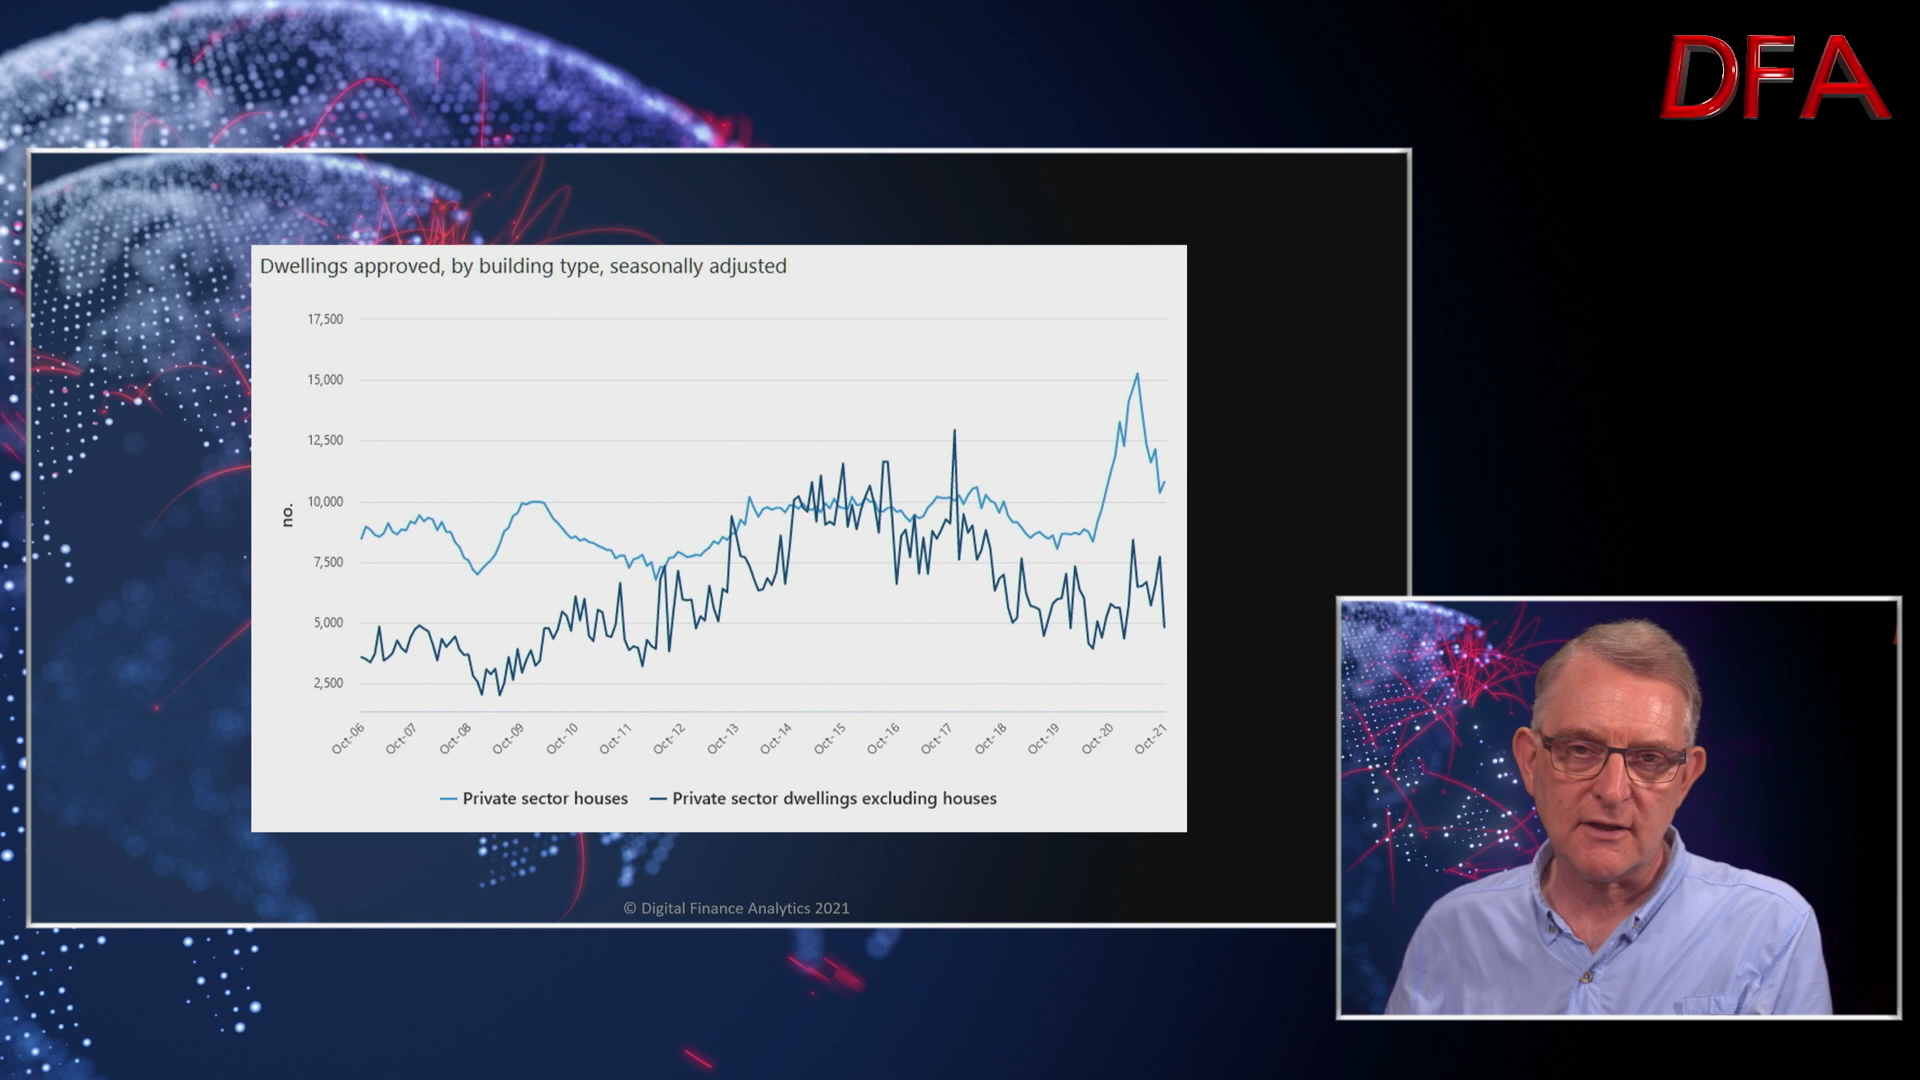 DFA
Dwellings approved, by building type, seasonally adjusted
17,500
15,000
12,500
10,000
7,500
5,000
2,500
no.
Oct-06
Oct-07
Oct-08
Oct-09
Oct-10
Oct-11
Oct-12
Oct-13
Oct-14
Oct-15
Oct-16
Oct-17
Oct-18
Oct-19
Oct-20
Oct-21
Private sector houses
Private sector dwellings excluding houses
© Digital Finance Analytics 2021